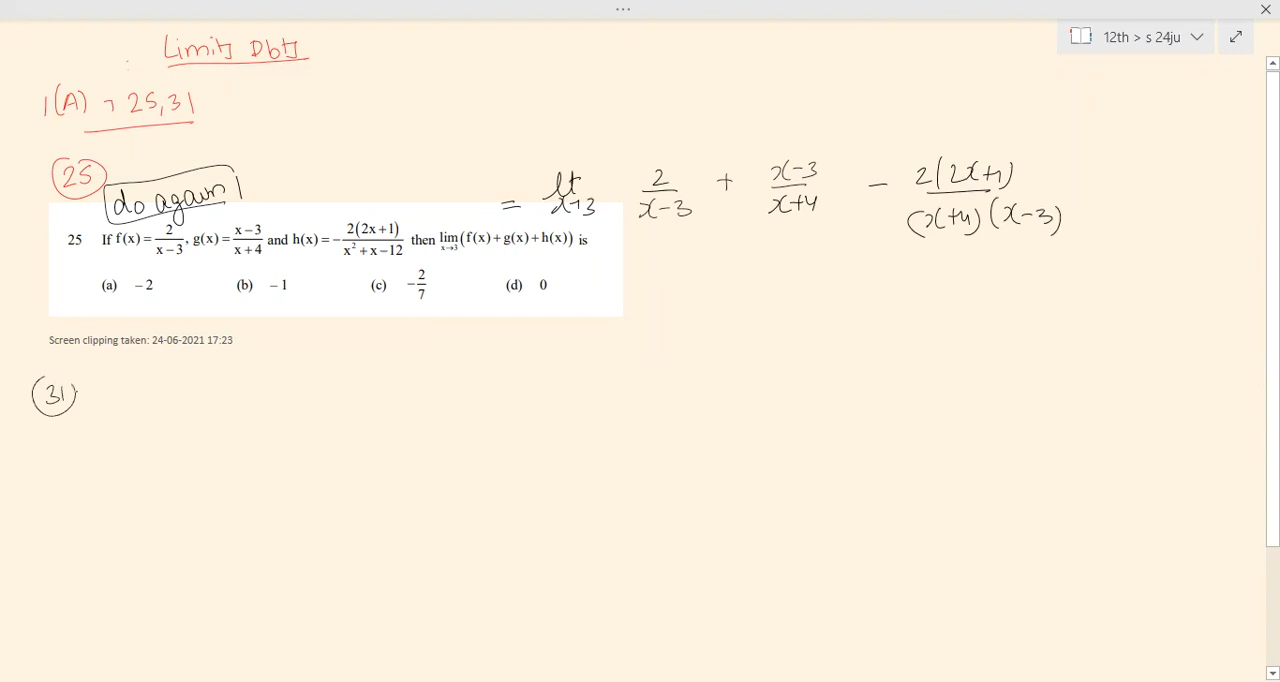 12th > s 24ju
Limits Dbts
1(A) → 25, 31
25
do again
= lt x→3 2/(x-3) + (x-3)/(x+4) - 2(2x+1)/((x+4)(x-3))
25 If f(x) = 2/(x-3), g(x) = (x-3)/(x+4) and h(x) = -2(2x+1)/(x²+x-12) then lim x→3 (f(x)+g(x)+h(x)) is
(a) -2 (b) -1 (c) -2/7 (d) 0
Screen clipping taken: 24-06-2021 17:23
31